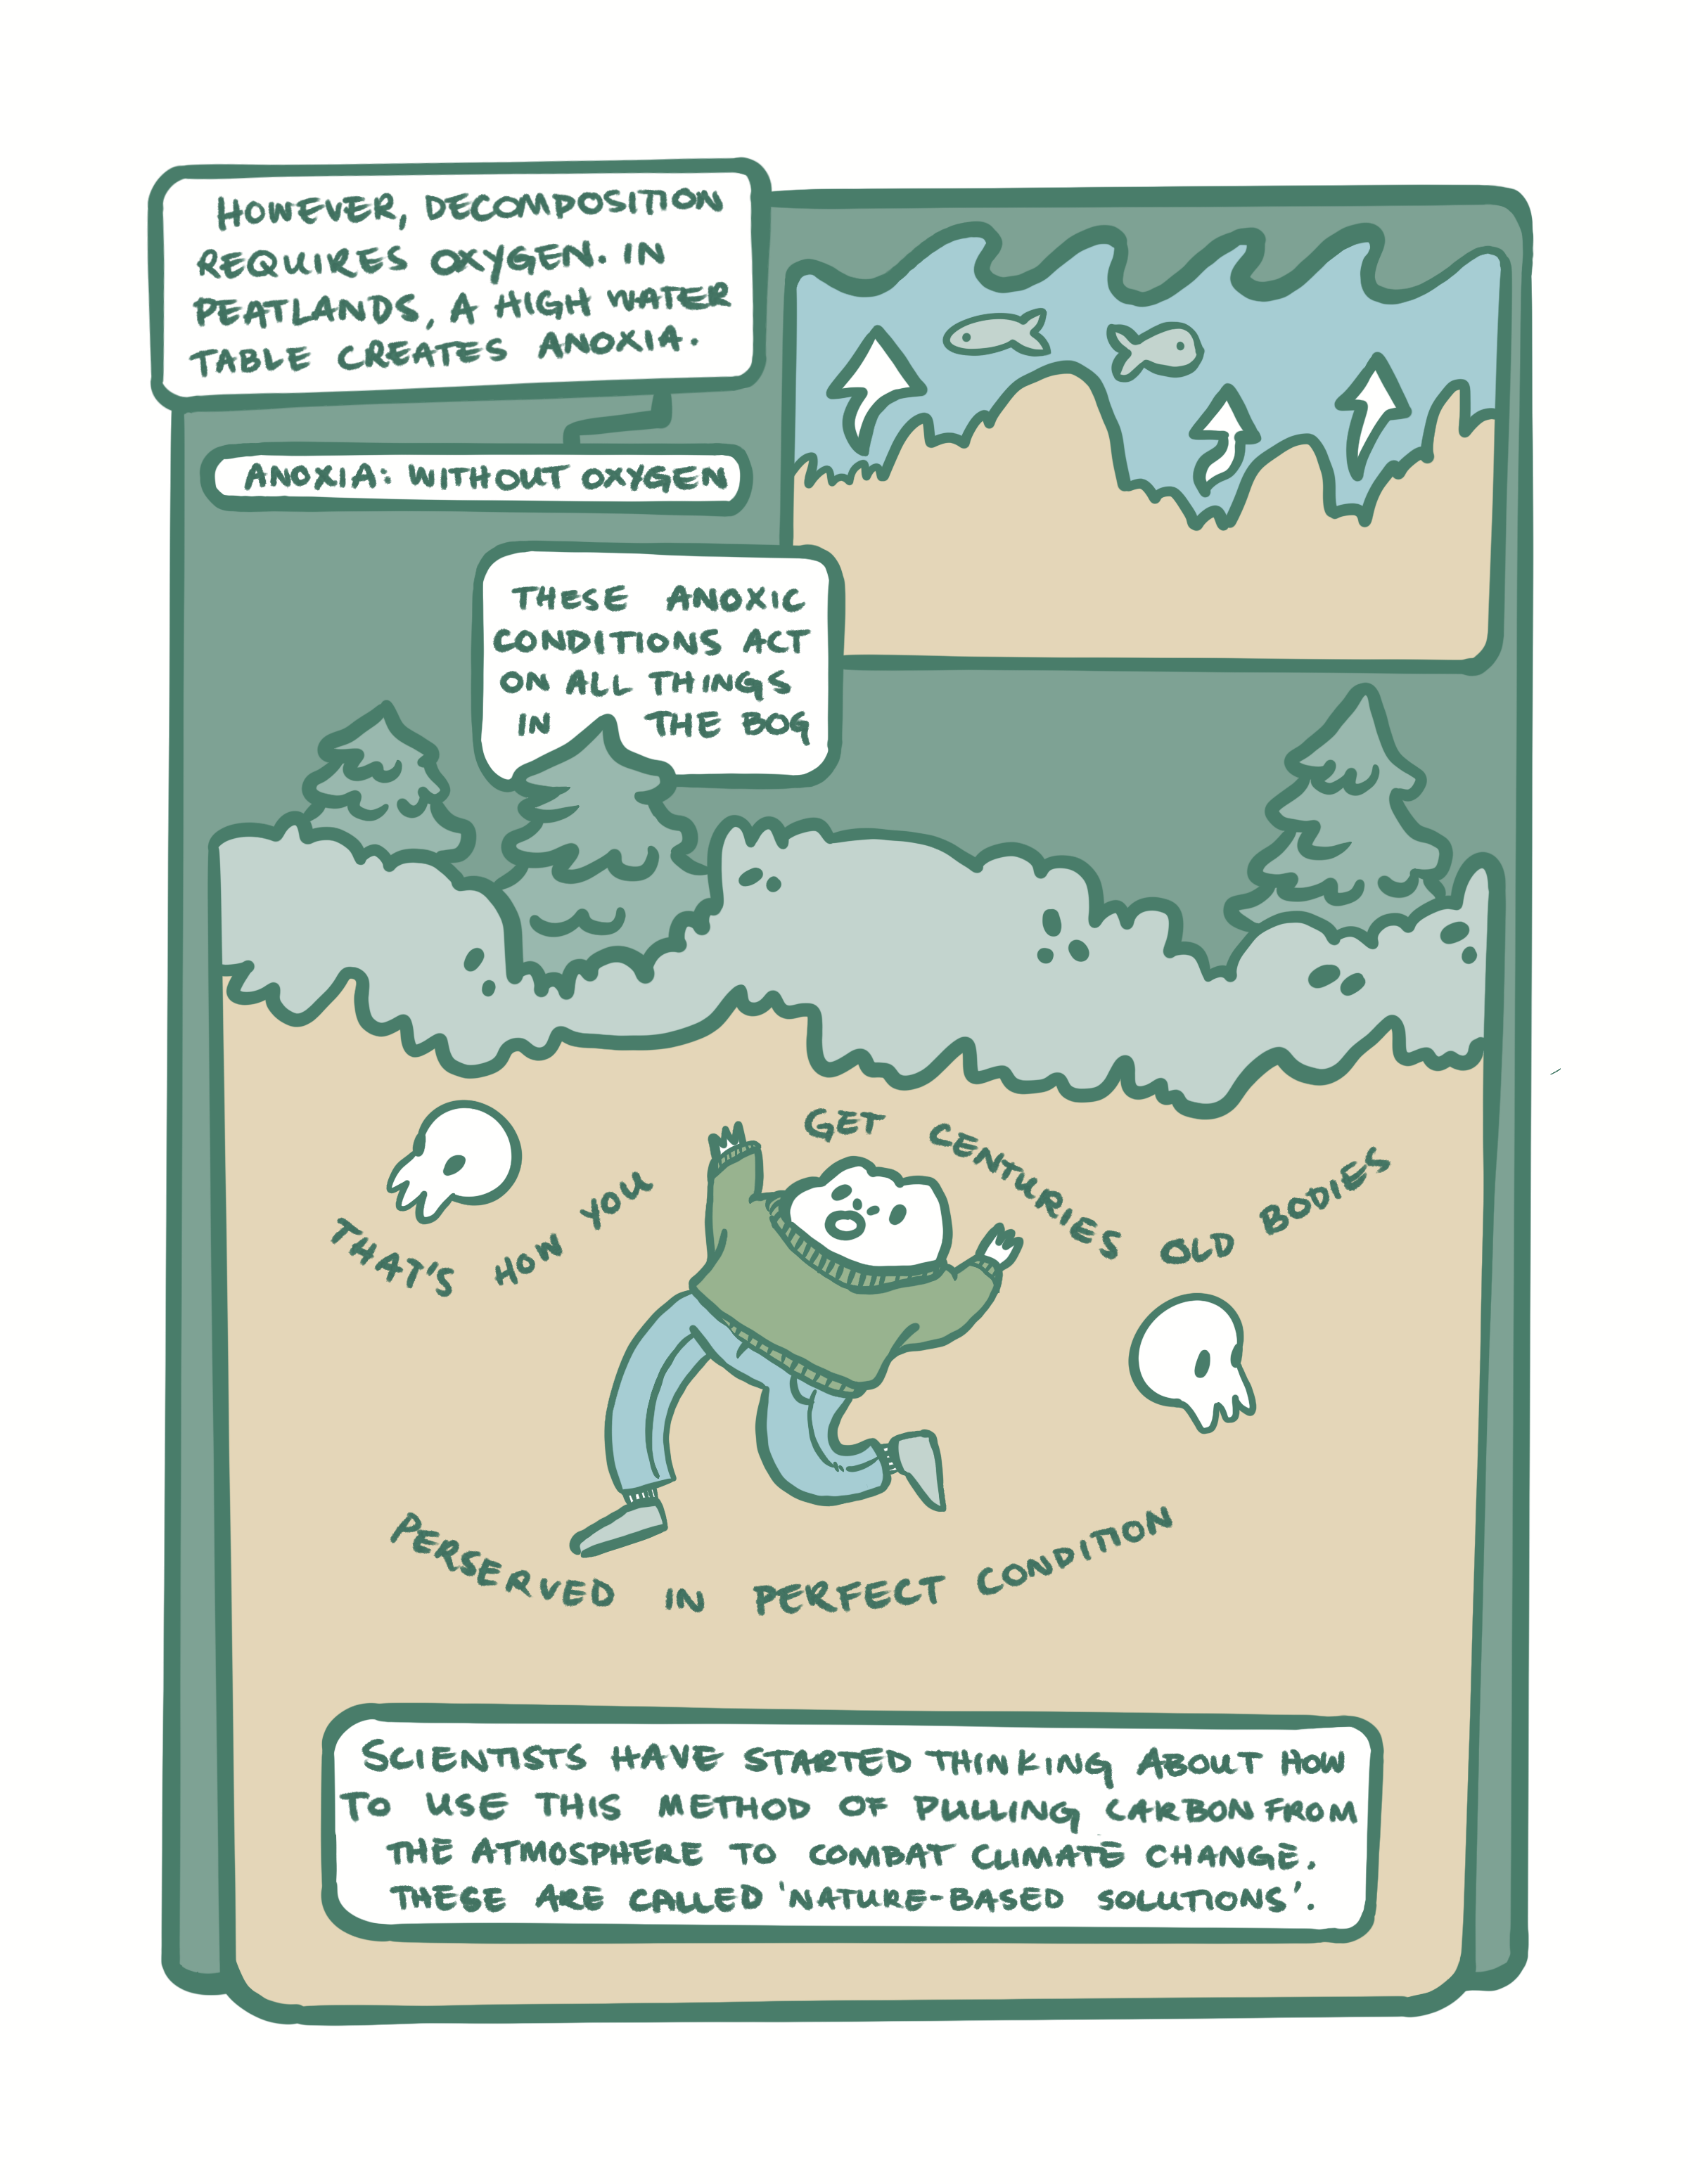 HOWEVER, DECOMPOSITION
REQUIRES OXYGEN. IN
PEATLANDS, A HIGH WATER
TABLE CREATES ANOXIA.
ANOXIA: WITHOUT OXYGEN
THESE ANOXIC
CONDITIONS ACT
ON ALL THINGS
IN THE BOG
THAT'S HOW YOU
GET CENTURIES OLD BODIES
PERSERVED IN PERFECT CONDITION
SCIENTISTS HAVE STARTED THINKING ABOUT HOW
TO USE THIS METHOD OF PULLING CARBON FROM
THE ATMOSPHERE TO COMBAT CLIMATE CHANGE.
THESE ARE CALLED 'NATURE-BASED SOLUTIONS'.